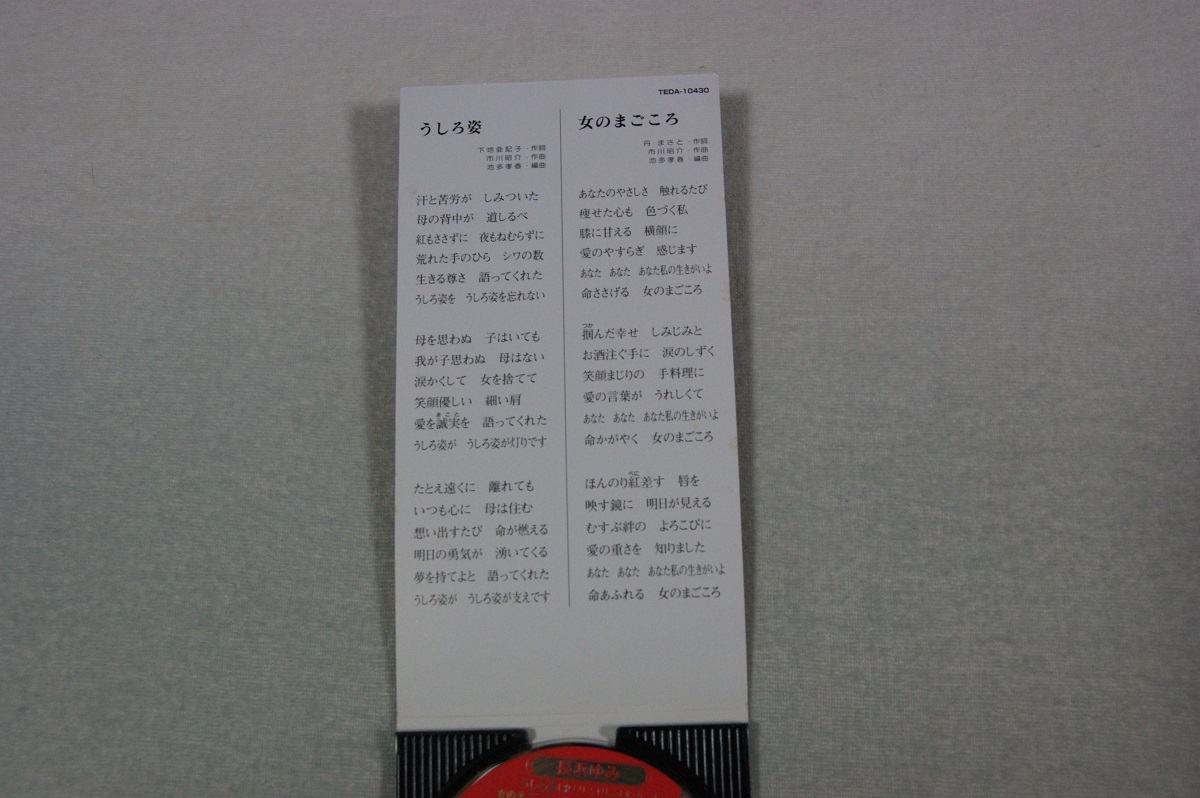 TEDA-10430
うしろ姿
下地亜記子・作詞
市川昭介・作曲
池多孝春・編曲
汗と苦労が　しみついた
母の背中が　道しるべ
紅もささずに　夜もねむらずに
荒れた手のひら　シワの数
生きる尊さ　語ってくれた
うしろ姿を　うしろ姿を忘れない
母を思わぬ　子はいても
我が子思わぬ　母はない
涙かくして　女を捨てて
笑顔優しい　細い肩
まこと
愛を誠実を　語ってくれた
うしろ姿が　うしろ姿が灯りです
たとえ遠くに　離れても
いつも心に　母は住む
想い出すたび　命が燃える
明日の勇気が　湧いてくる
夢を持てよと　語ってくれた
うしろ姿が　うしろ姿が支えです
女のまごころ
丹 まさと・作詞
市川昭介・作曲
池多孝春・編曲
あなたのやさしさ　触れるたび
痩せた心も　色づく私
膝に甘える　横顔に
愛のやすらぎ　感じます
あなた　あなた　あなた私の生きがいよ
命ささげる　女のまごころ
つか
掴んだ幸せ　しみじみと
お酒注ぐ手に　涙のしずく
笑顔まじりの　手料理に
愛の言葉が　うれしくて
あなた　あなた　あなた私の生きがいよ
命かがやく　女のまごころ
べに
ほんのり紅差す　唇を
映す鏡に　明日が見える
むすぶ絆の　よろこびに
愛の重さを　知りました
あなた　あなた　あなた私の生きがいよ
命あふれる　女のまごころ
長浜ゆみ